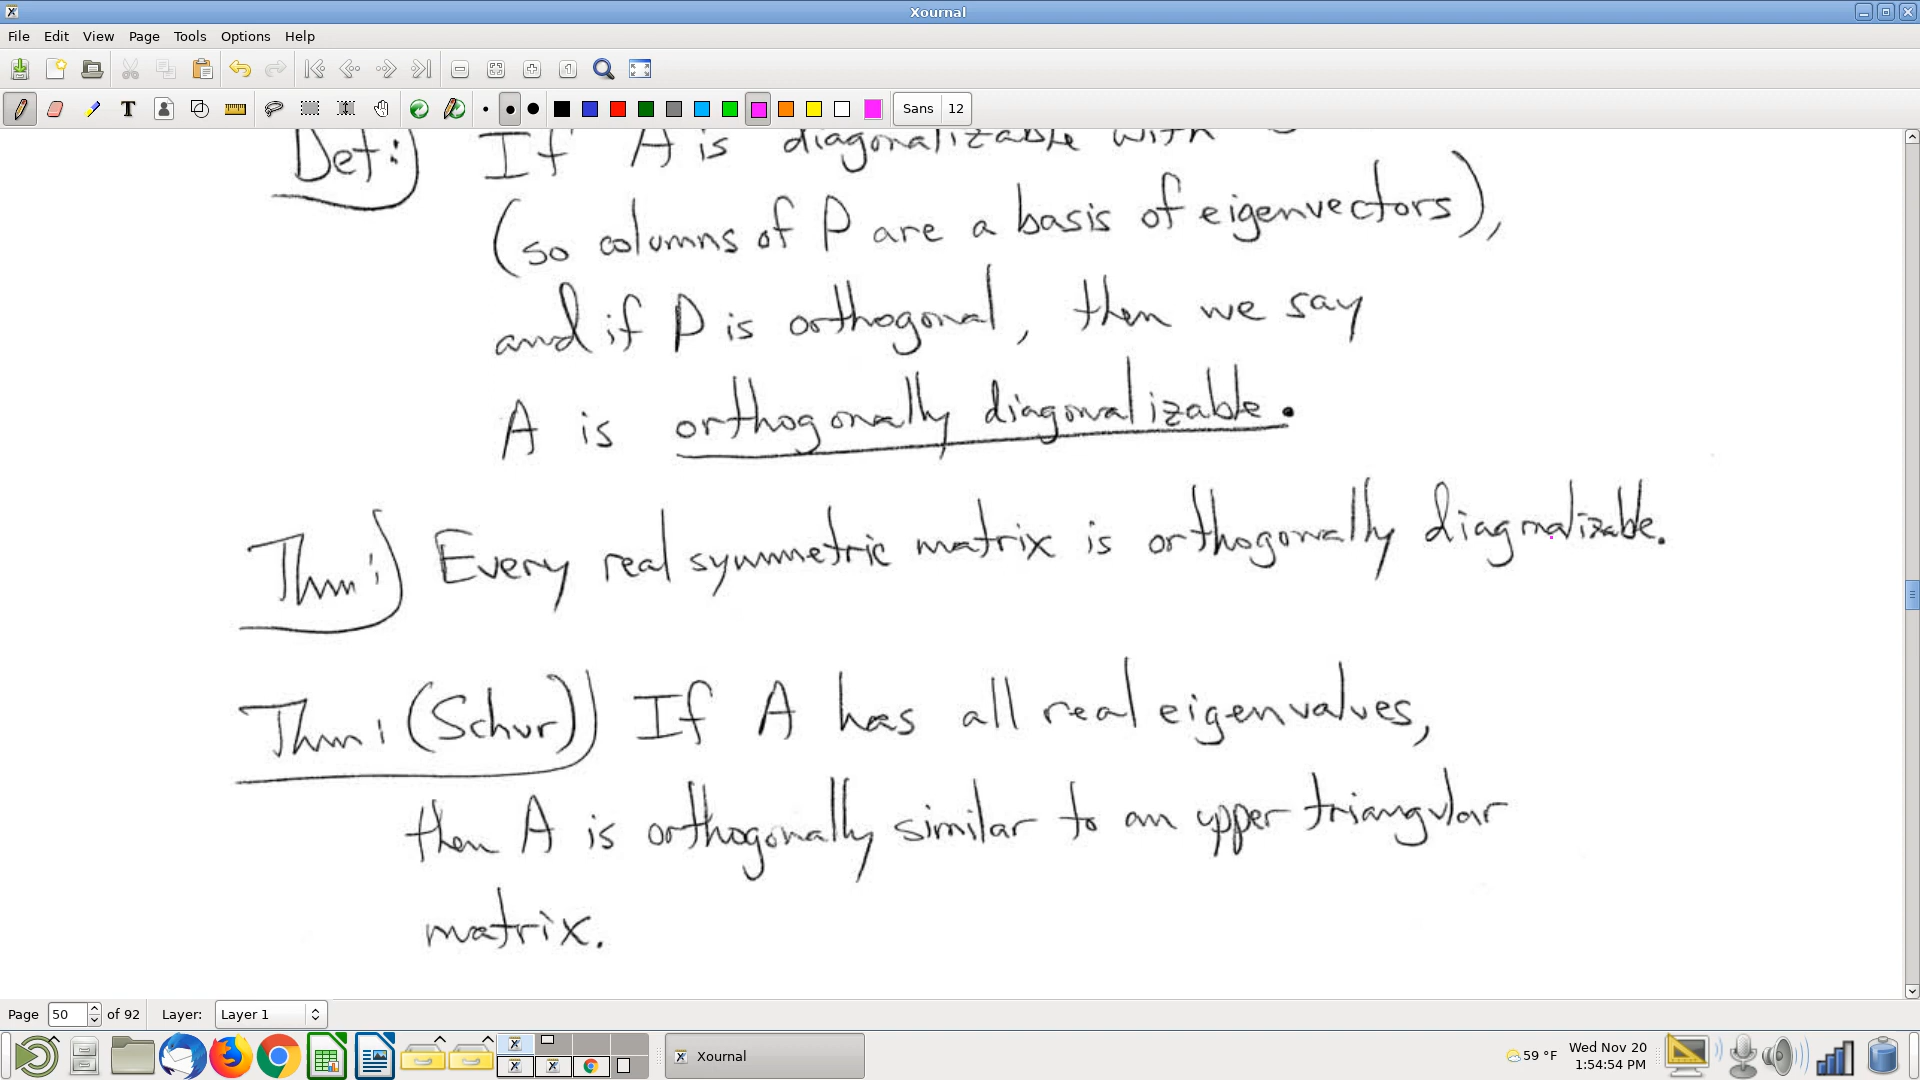 Xournal
File Edit View Page Tools Options Help
Sans 12
Def: If A is diagonalizable with
(so columns of P are a basis of eigenvectors),
and if P is orthogonal, then we say
A is orthogonally diagonalizable.
Thm: Every real symmetric matrix is orthogonally diagonalizable.
Thm: (Schur) If A has all real eigenvalues,
then A is orthogonally similar to an upper triangular
matrix.
Page 50 of 92 Layer: Layer 1
Xournal
59 °F
Wed Nov 20
1:54:54 PM